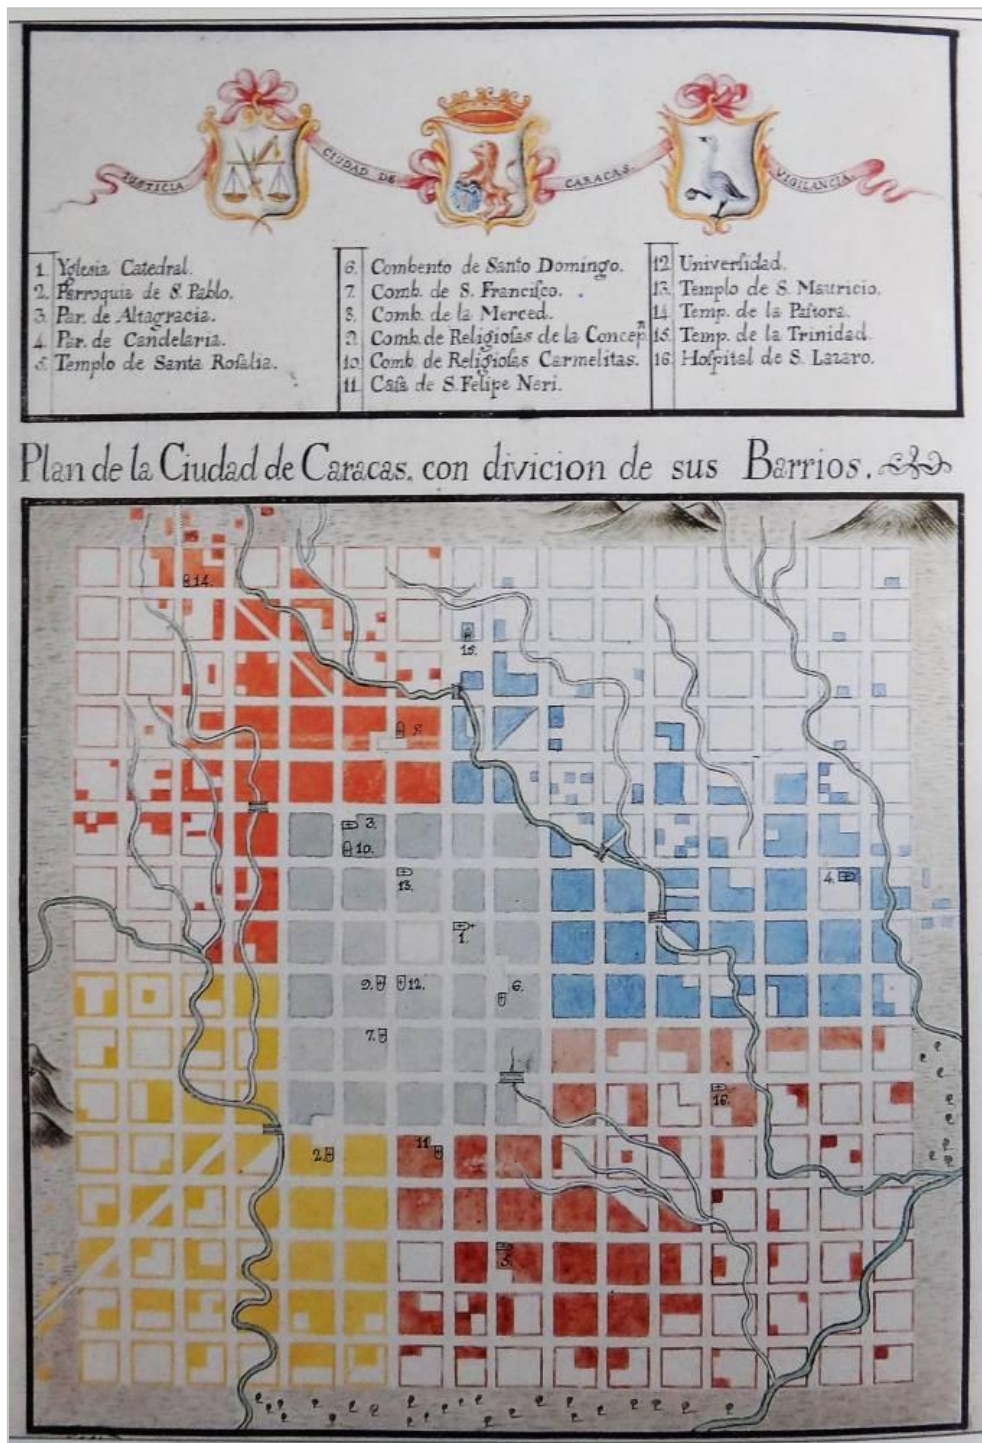 JUSTICIA.
CIUDAD DE
CARACAS.
VIGILANCIA.
1. Ygleſia Catedral.
2. Parroquia de S. Pablo.
3. Par. de Altagracia.
4. Par. de Candelaria.
5. Templo de Santa Roſalia.
6. Combento de Santo Domingo.
7. Comb. de S. Franciſco.
8. Comb. de la Merced.
9. Comb. de Religioſas de la Concepn
10. Comb. de Religioſas Carmelitas.
11. Caſa de S. Felipe Neri.
12. Univerſidad.
13. Templo de S. Mauricio.
14. Temp. de la Paſtora.
15. Temp. de la Trinidad.
16. Hoſpital de S. Lazaro.
Plan de la Ciudad de Caracas. con divicion de sus Barrios.
14.
15.
8.
3.
10.
13.
4.
1.
9.
12.
6.
7.
16.
11.
2.
5.